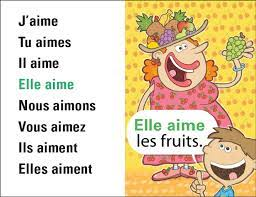 J'aime
Tu aimes
Il aime
Elle aime
Nous aimons
Vous aimez
Ils aiment
Elles aiment
Elle aime
les fruits.